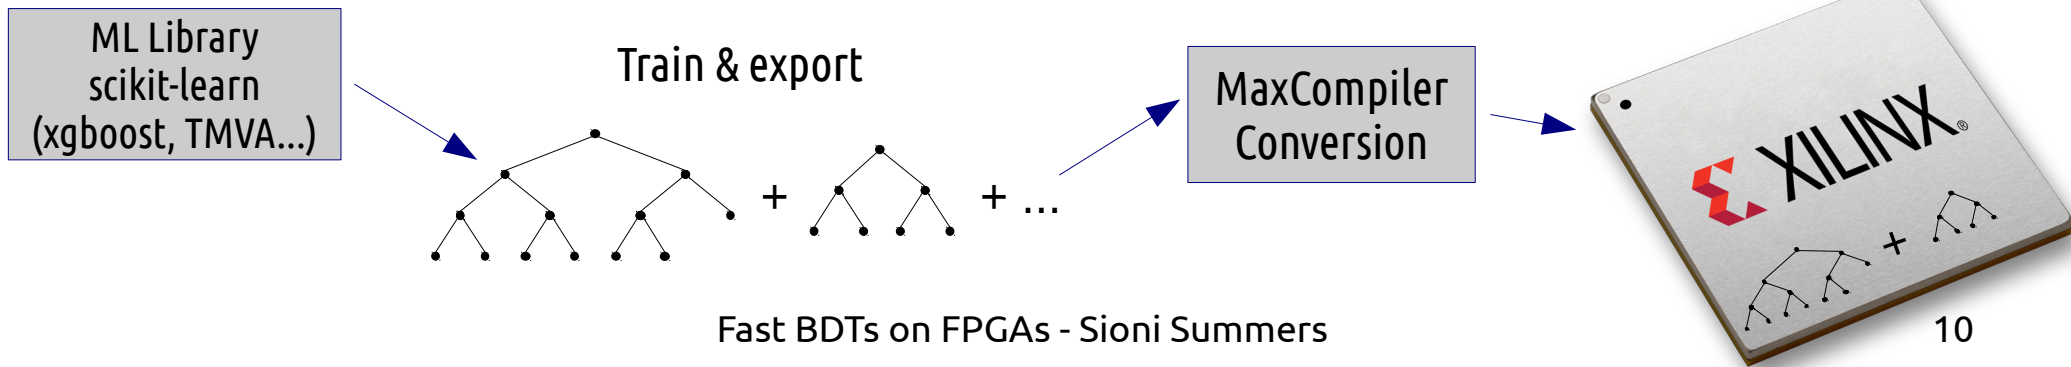 ML Library
scikit-learn
(xgboost, TMVA...)
Train & export
+
+ ...
MaxCompiler
Conversion
XILINX®
+
Fast BDTs on FPGAs - Sioni Summers
10